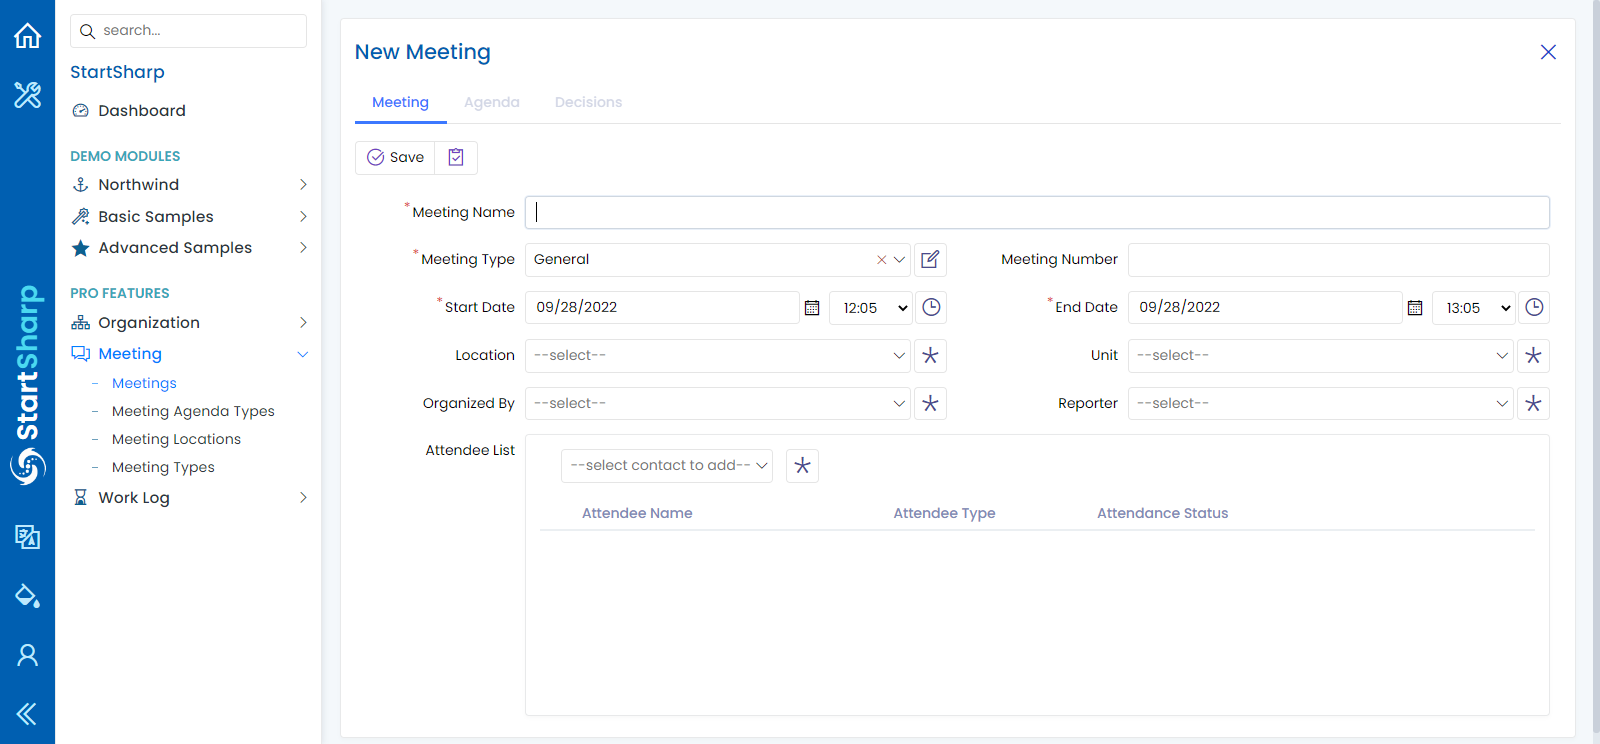 search...
StartSharp
Dashboard
DEMO MODULES
Northwind
Basic Samples
Advanced Samples
PRO FEATURES
Organization
Meeting
- Meetings
- Meeting Agenda Types
- Meeting Locations
- Meeting Types
Work Log
StartSharp
New Meeting
Meeting Agenda Decisions
Save
*Meeting Name
*Meeting Type General Meeting Number
*Start Date 09/28/2022 12:05 *End Date 09/28/2022 13:05
Location --select-- Unit --select--
Organized By --select-- Reporter --select--
Attendee List
--select contact to add--
Attendee Name Attendee Type Attendance Status